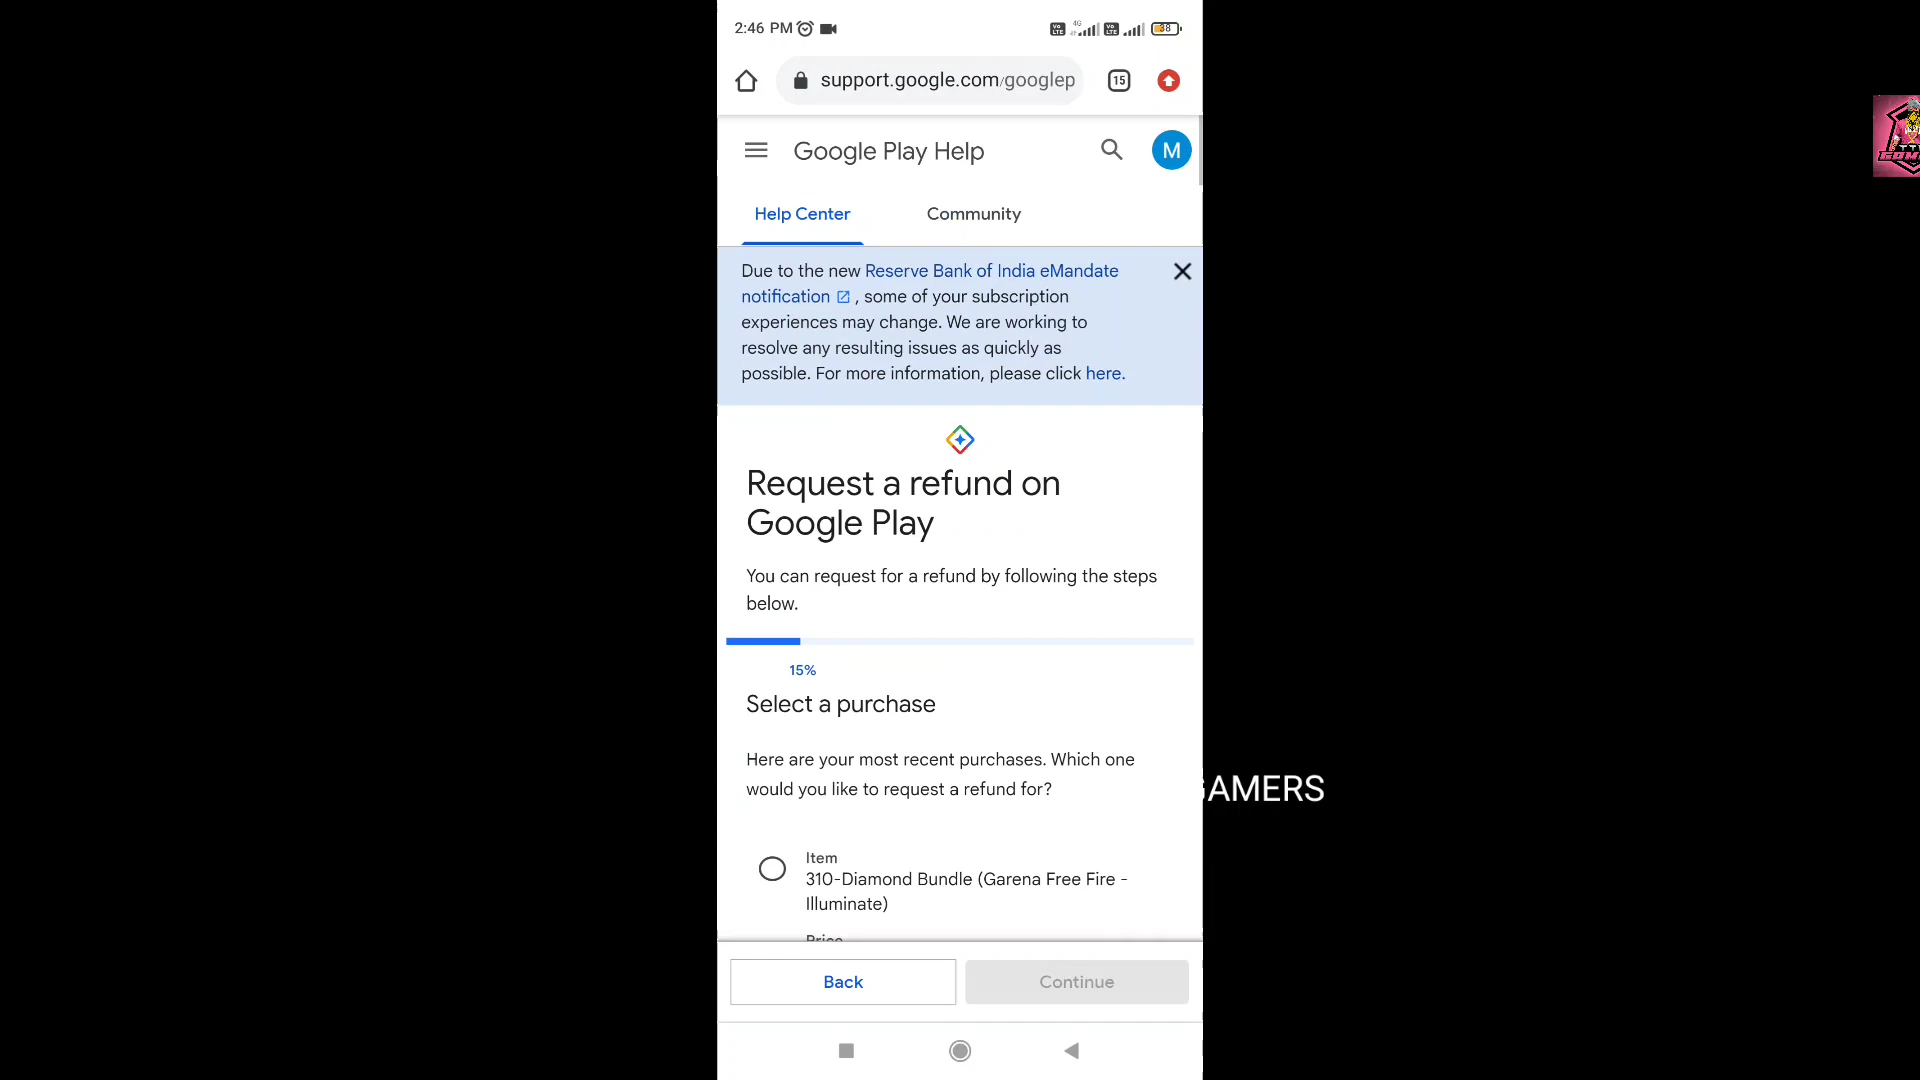 2:46 PM
4G
38
support.google.com/googlep
15
Google Play Help
M
Help Center
Community
Due to the new Reserve Bank of India eMandate
notification , some of your subscription
experiences may change. We are working to
resolve any resulting issues as quickly as
possible. For more information, please click here.
Request a refund on
Google Play
You can request for a refund by following the steps
below.
15%
Select a purchase
Here are your most recent purchases. Which one
would you like to request a refund for?
GAMERS
Item
310-Diamond Bundle (Garena Free Fire -
Illuminate)
Price
Back
Continue